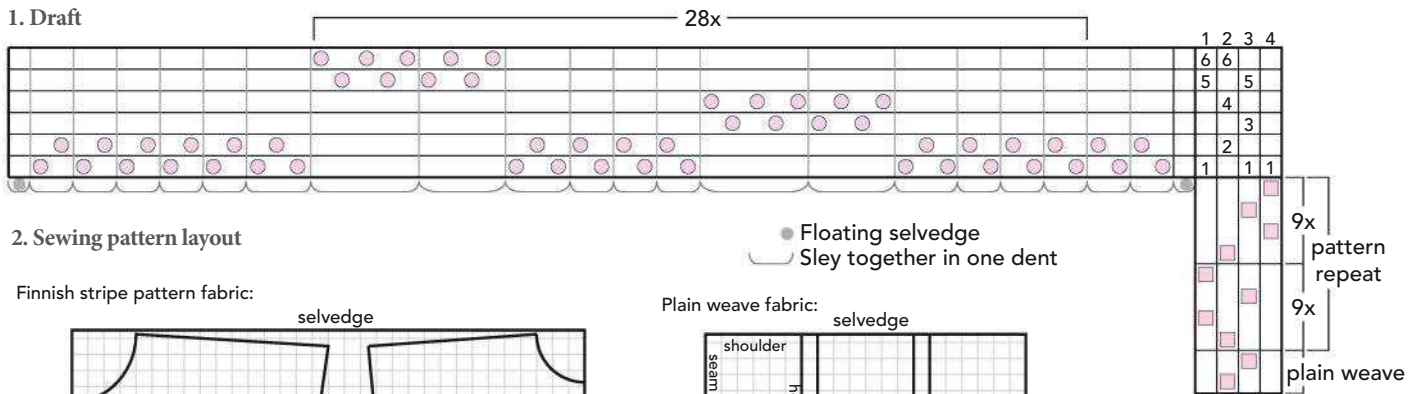 1. Draft
28x
1 2 3 4
6 6
5 5
4
3
2
1 1 1
9x
pattern
repeat
9x
plain weave
2. Sewing pattern layout
Floating selvedge
Sley together in one dent
Finnish stripe pattern fabric:
selvedge
Plain weave fabric:
selvedge
shoulder
seam